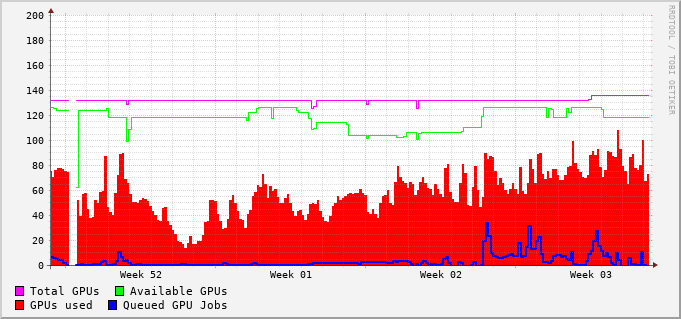 200
180
160
140
120
100
80
60
40
20
0
Week 52 Week 01 Week 02 Week 03
Total GPUs Available GPUs
GPUs used Queued GPU Jobs
RRDTOOL / TOBI OETIKER